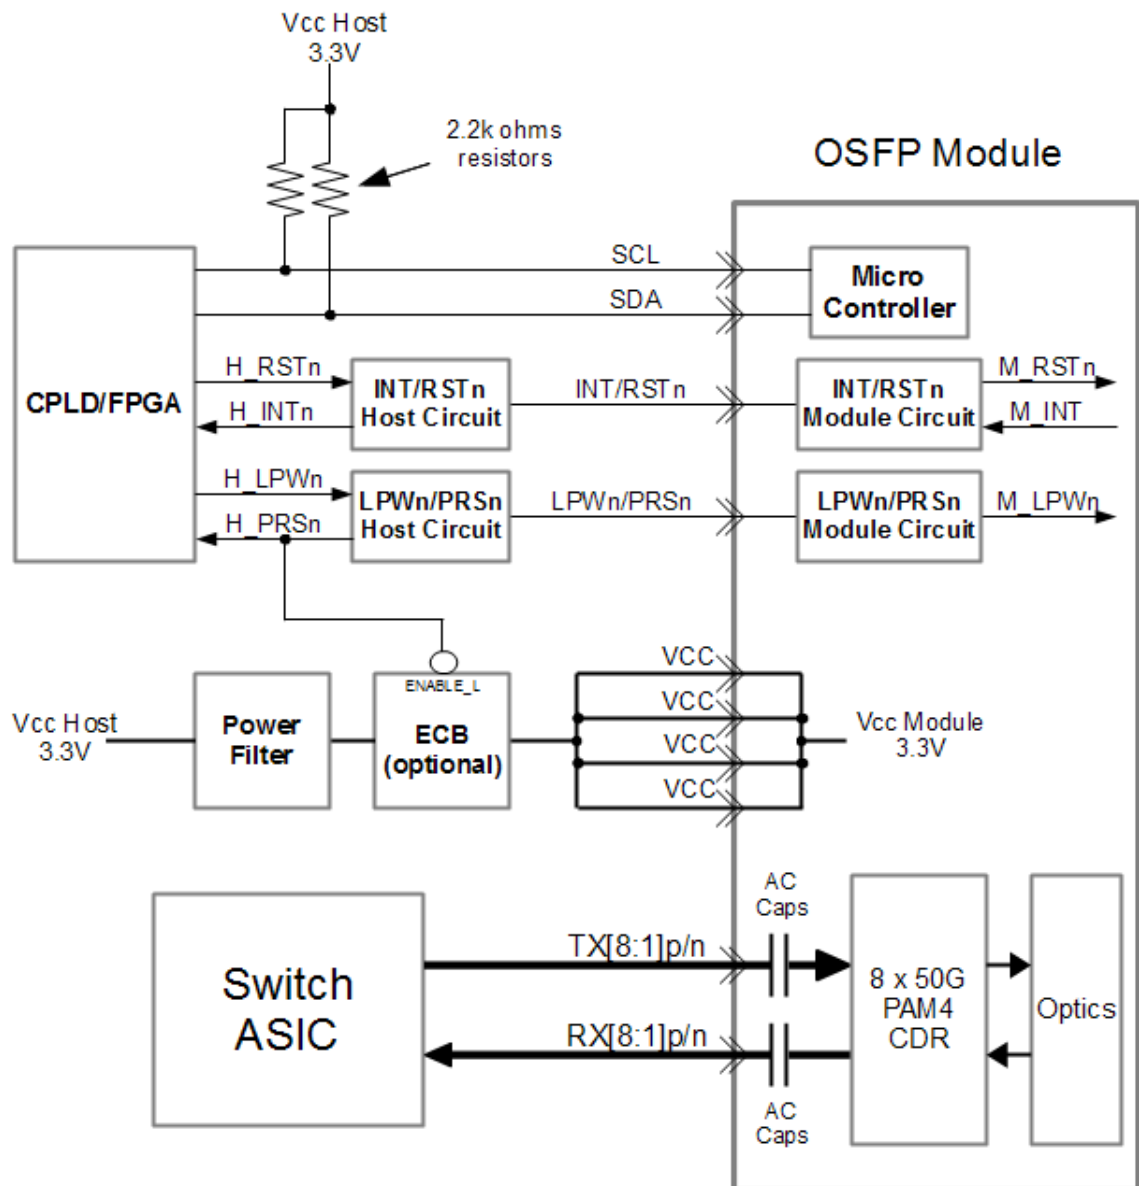 Vcc Host
3.3V
2.2k ohms
resistors
OSFP Module
SCL
SDA
Micro
Controller
CPLD/FPGA
H_RSTn
H_INTn
INT/RSTn
Host Circuit
INT/RSTn
INT/RSTn
Module Circuit
M_RSTn
M_INT
H_LPWn
H_PRSn
LPWn/PRSn
Host Circuit
LPWn/PRSn
LPWn/PRSn
Module Circuit
M_LPWn
Vcc Host
3.3V
Power
Filter
ENABLE_L
ECB
(optional)
VCC
VCC
VCC
VCC
Vcc Module
3.3V
Switch
ASIC
TX[8:1]p/n
RX[8:1]p/n
AC
Caps
AC
Caps
8 x 50G
PAM4
CDR
Optics